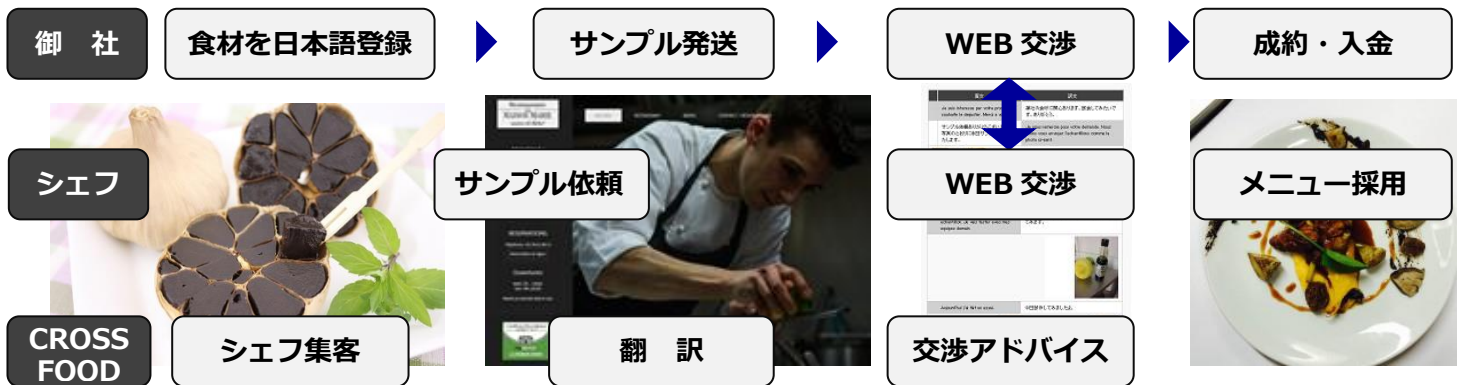 御 社
食材を日本語登録
サンプル発送
WEB 交渉
成約・入金
シェフ
サンプル依頼
WEB 交渉
メニュー採用
CROSS
FOOD
シェフ集客
翻 訳
交渉アドバイス